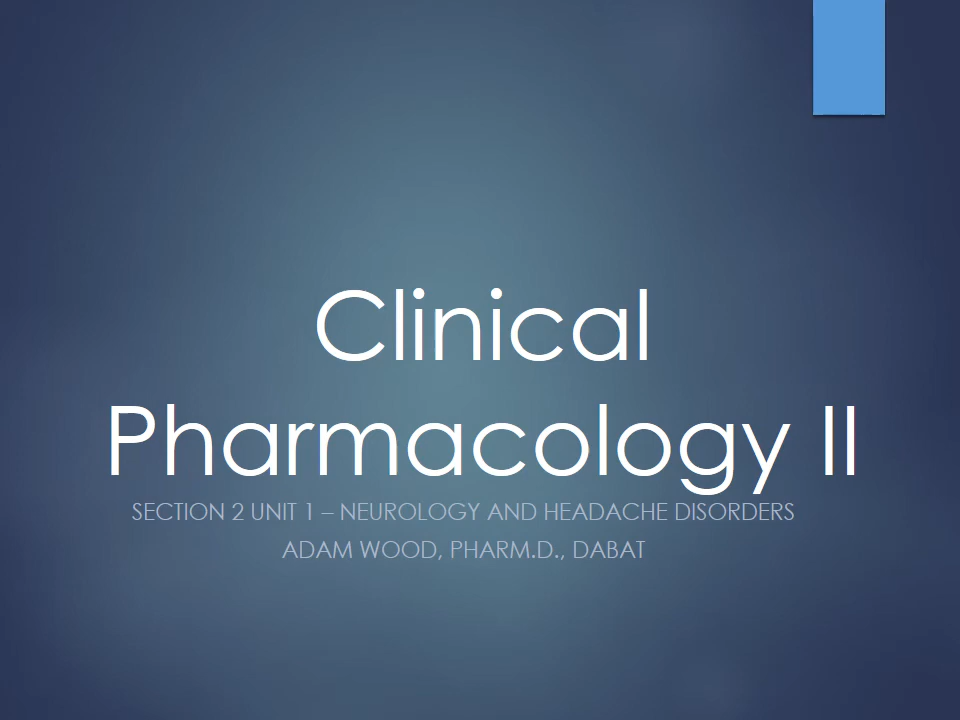 Clinical
Pharmacology II
SECTION 2 UNIT 1 – NEUROLOGY AND HEADACHE DISORDERS
ADAM WOOD, PHARM.D., DABAT